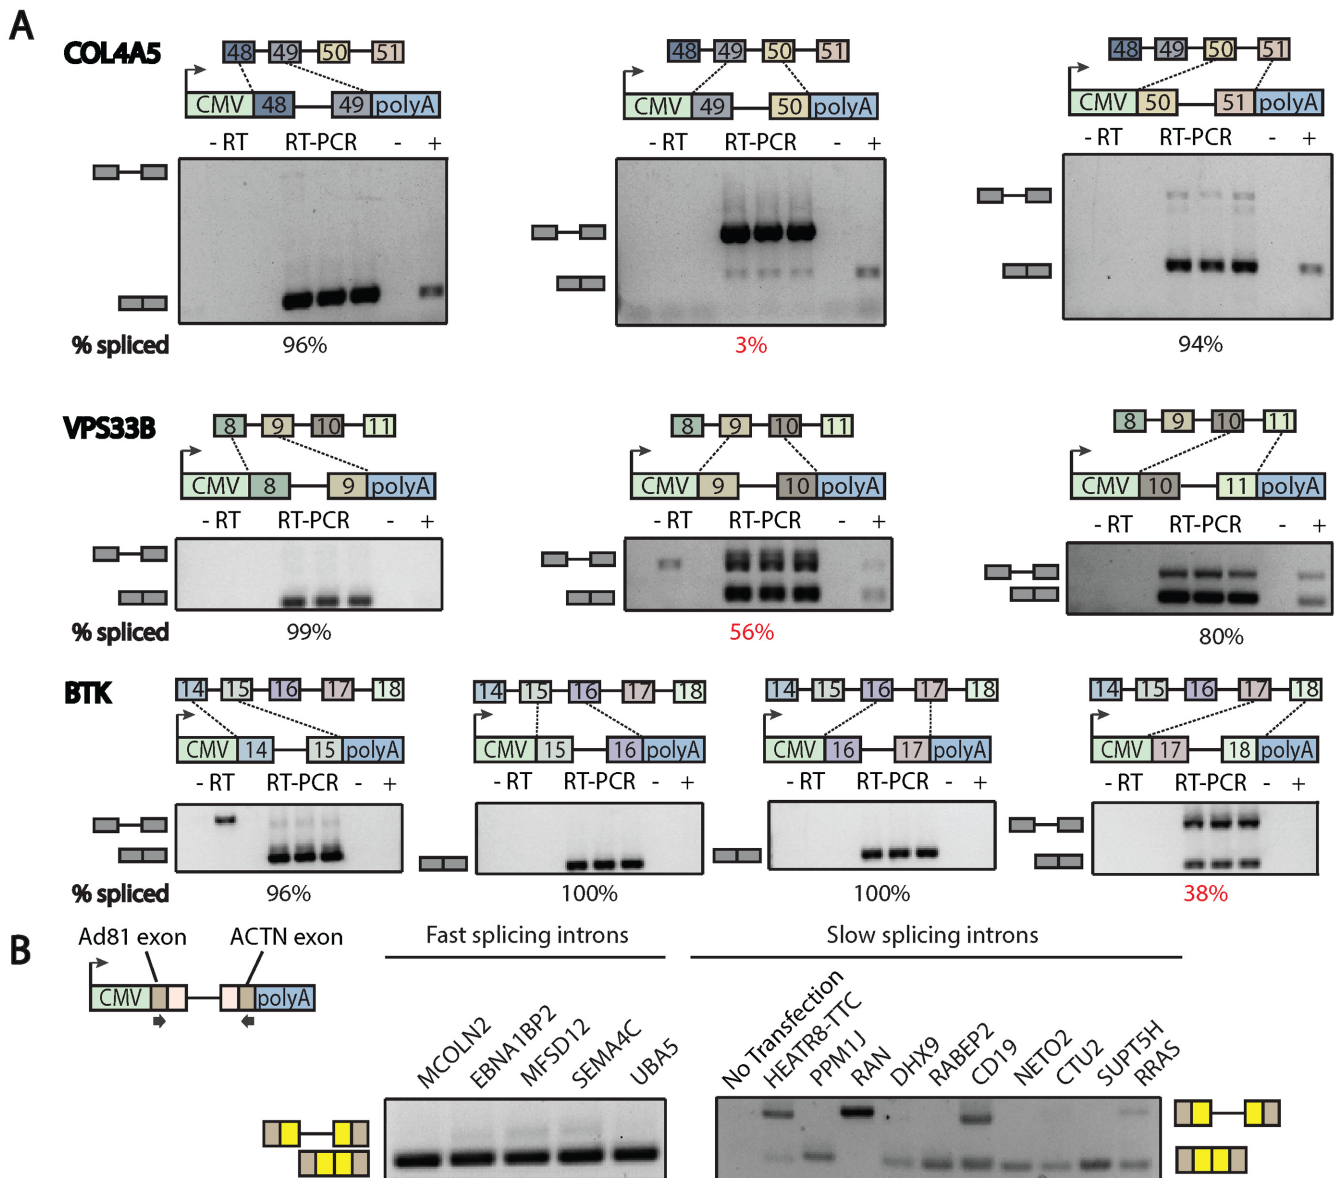 A
COL4A5
48 49 50 51
CMV 48 49 polyA
- RT RT-PCR - +
48 49 50 51
CMV 49 50 polyA
- RT RT-PCR - +
48 49 50 51
CMV 50 51 polyA
- RT RT-PCR - +
% spliced 96% 3% 94%
VPS33B
8 9 10 11
CMV 8 9 polyA
- RT RT-PCR - +
8 9 10 11
CMV 9 10 polyA
- RT RT-PCR - +
8 9 10 11
CMV 10 11 polyA
- RT RT-PCR - +
% spliced 99% 56% 80%
BTK
14 15 16 17 18
CMV 14 15 polyA
- RT RT-PCR - +
14 15 16 17 18
CMV 15 16 polyA
- RT RT-PCR - +
14 15 16 17 18
CMV 16 17 polyA
- RT RT-PCR - +
14 15 16 17 18
CMV 17 18 polyA
- RT RT-PCR - +
% spliced 96% 100% 100% 38%
B
Ad81 exon ACTN exon
CMV polyA
Fast splicing introns
MCOLN2
EBNA1BP2
MFSD12
SEMA4C
UBA5
Slow splicing introns
No Transfection
HEATR8-TTC
PPM1J
RAN
DHX9
RABEP2
CD19
NETO2
CTU2
SUPT5H
RRAS